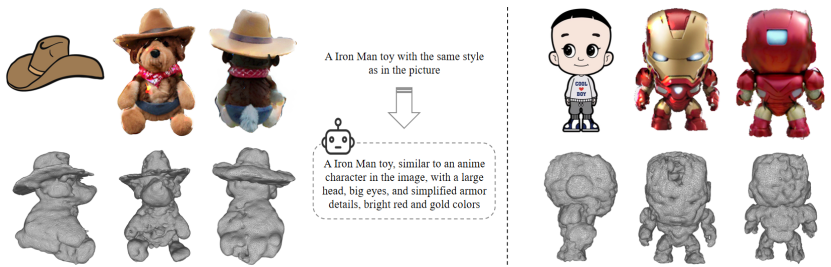 A Iron Man toy with the same style
as in the picture
A Iron Man toy, similar to an anime
character in the image, with a large
head, big eyes, and simplified armor
details, bright red and gold colors
COOL
BOY